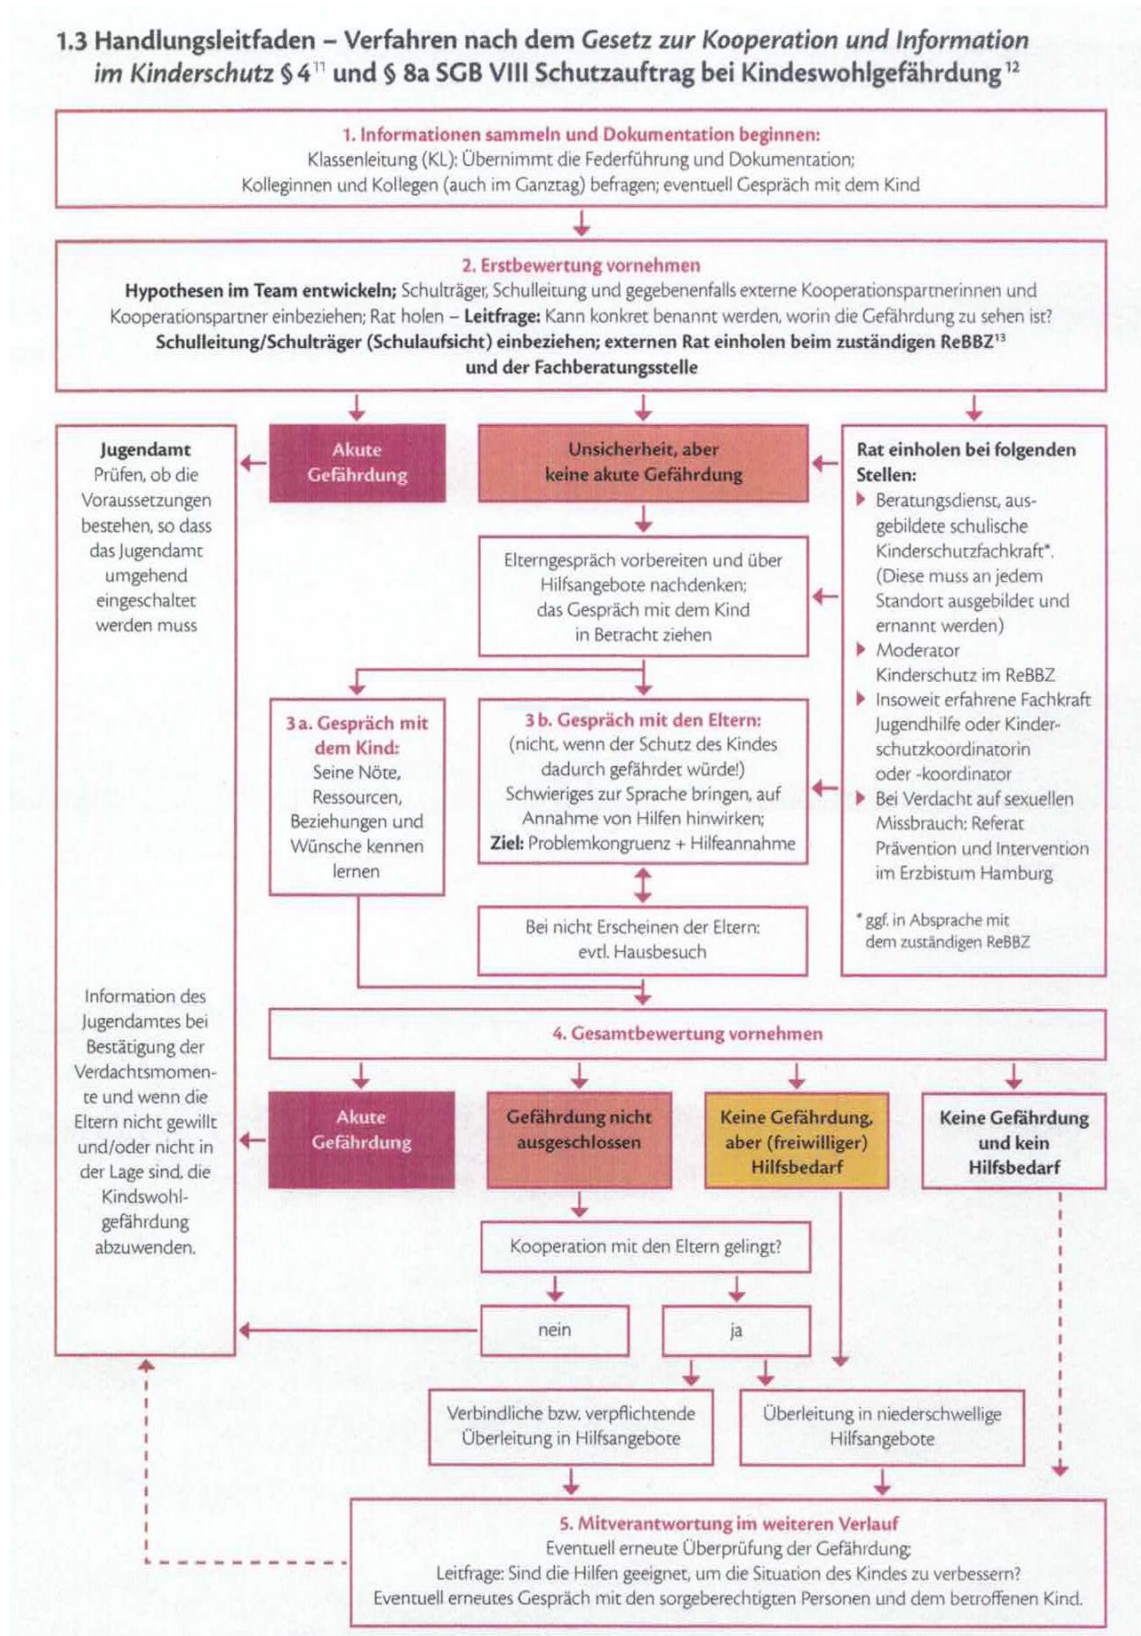 1.3 Handlungsleitfaden – Verfahren nach dem Gesetz zur Kooperation und Information
im Kinderschutz § 4¹¹ und § 8a SGB VIII Schutzauftrag bei Kindeswohlgefährdung¹²
1. Informationen sammeln und Dokumentation beginnen:
Klassenleitung (KL): Übernimmt die Federführung und Dokumentation;
Kolleginnen und Kollegen (auch im Ganztag) befragen; eventuell Gespräch mit dem Kind
2. Erstbewertung vornehmen
Hypothesen im Team entwickeln; Schulträger, Schulleitung und gegebenenfalls externe Kooperationspartnerinnen und
Kooperationspartner einbeziehen; Rat holen – Leitfrage: Kann konkret benannt werden, worin die Gefährdung zu sehen ist?
Schulleitung/Schulträger (Schulaufsicht) einbeziehen; externen Rat einholen beim zuständigen ReBBZ¹³
und der Fachberatungsstelle
Jugendamt
Prüfen, ob die
Voraussetzungen
bestehen, so dass
das Jugendamt
umgehend
eingeschaltet
werden muss
Akute
Gefährdung
Unsicherheit, aber
keine akute Gefährdung
Rat einholen bei folgenden
Stellen:
Beratungsdienst, aus-
gebildete schulische
Kinderschutzfachkraft*.
(Diese muss an jedem
Standort ausgebildet und
ernannt werden)
Moderator
Kinderschutz im ReBBZ
Insoweit erfahrene Fachkraft
Jugendhilfe oder Kinder-
schutzkoordinatorin
oder -koordinator
Bei Verdacht auf sexuellen
Missbrauch: Referat
Prävention und Intervention
im Erzbistum Hamburg
* ggf. in Absprache mit
dem zuständigen ReBBZ
Elterngespräch vorbereiten und über
Hilfsangebote nachdenken;
das Gespräch mit dem Kind
in Betracht ziehen
3 a. Gespräch mit
dem Kind:
Seine Nöte,
Ressourcen,
Beziehungen und
Wünsche kennen
lernen
3 b. Gespräch mit den Eltern:
(nicht, wenn der Schutz des Kindes
dadurch gefährdet würde!)
Schwieriges zur Sprache bringen, auf
Annahme von Hilfen hinwirken;
Ziel: Problemkongruenz + Hilfeannahme
Bei nicht Erscheinen der Eltern:
evtl. Hausbesuch
Information des
Jugendamtes bei
Bestätigung der
Verdachtsmomen-
te und wenn die
Eltern nicht gewillt
und/oder nicht in
der Lage sind, die
Kindswohl-
gefährdung
abzuwenden.
4. Gesamtbewertung vornehmen
Akute
Gefährdung
Gefährdung nicht
ausgeschlossen
Keine Gefährdung,
aber (freiwilliger)
Hilfsbedarf
Keine Gefährdung
und kein
Hilfsbedarf
Kooperation mit den Eltern gelingt?
nein
ja
Verbindliche bzw. verpflichtende
Überleitung in Hilfsangebote
Überleitung in niederschwellige
Hilfsangebote
5. Mitverantwortung im weiteren Verlauf
Eventuell erneute Überprüfung der Gefährdung;
Leitfrage: Sind die Hilfen geeignet, um die Situation des Kindes zu verbessern?
Eventuell erneutes Gespräch mit den sorgeberechtigten Personen und dem betroffenen Kind.